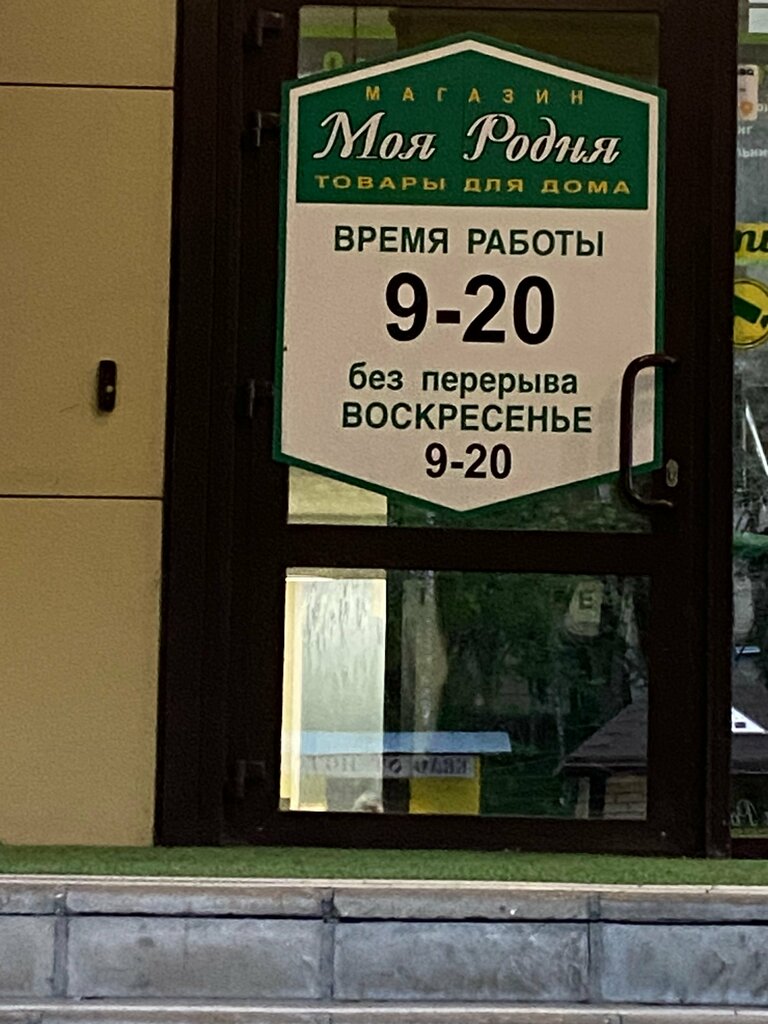 МАГАЗИН
Моя Родня
ТОВАРЫ ДЛЯ ДОМА
ВРЕМЯ РАБОТЫ
9-20
без перерыва
ВОСКРЕСЕНЬЕ
9-20